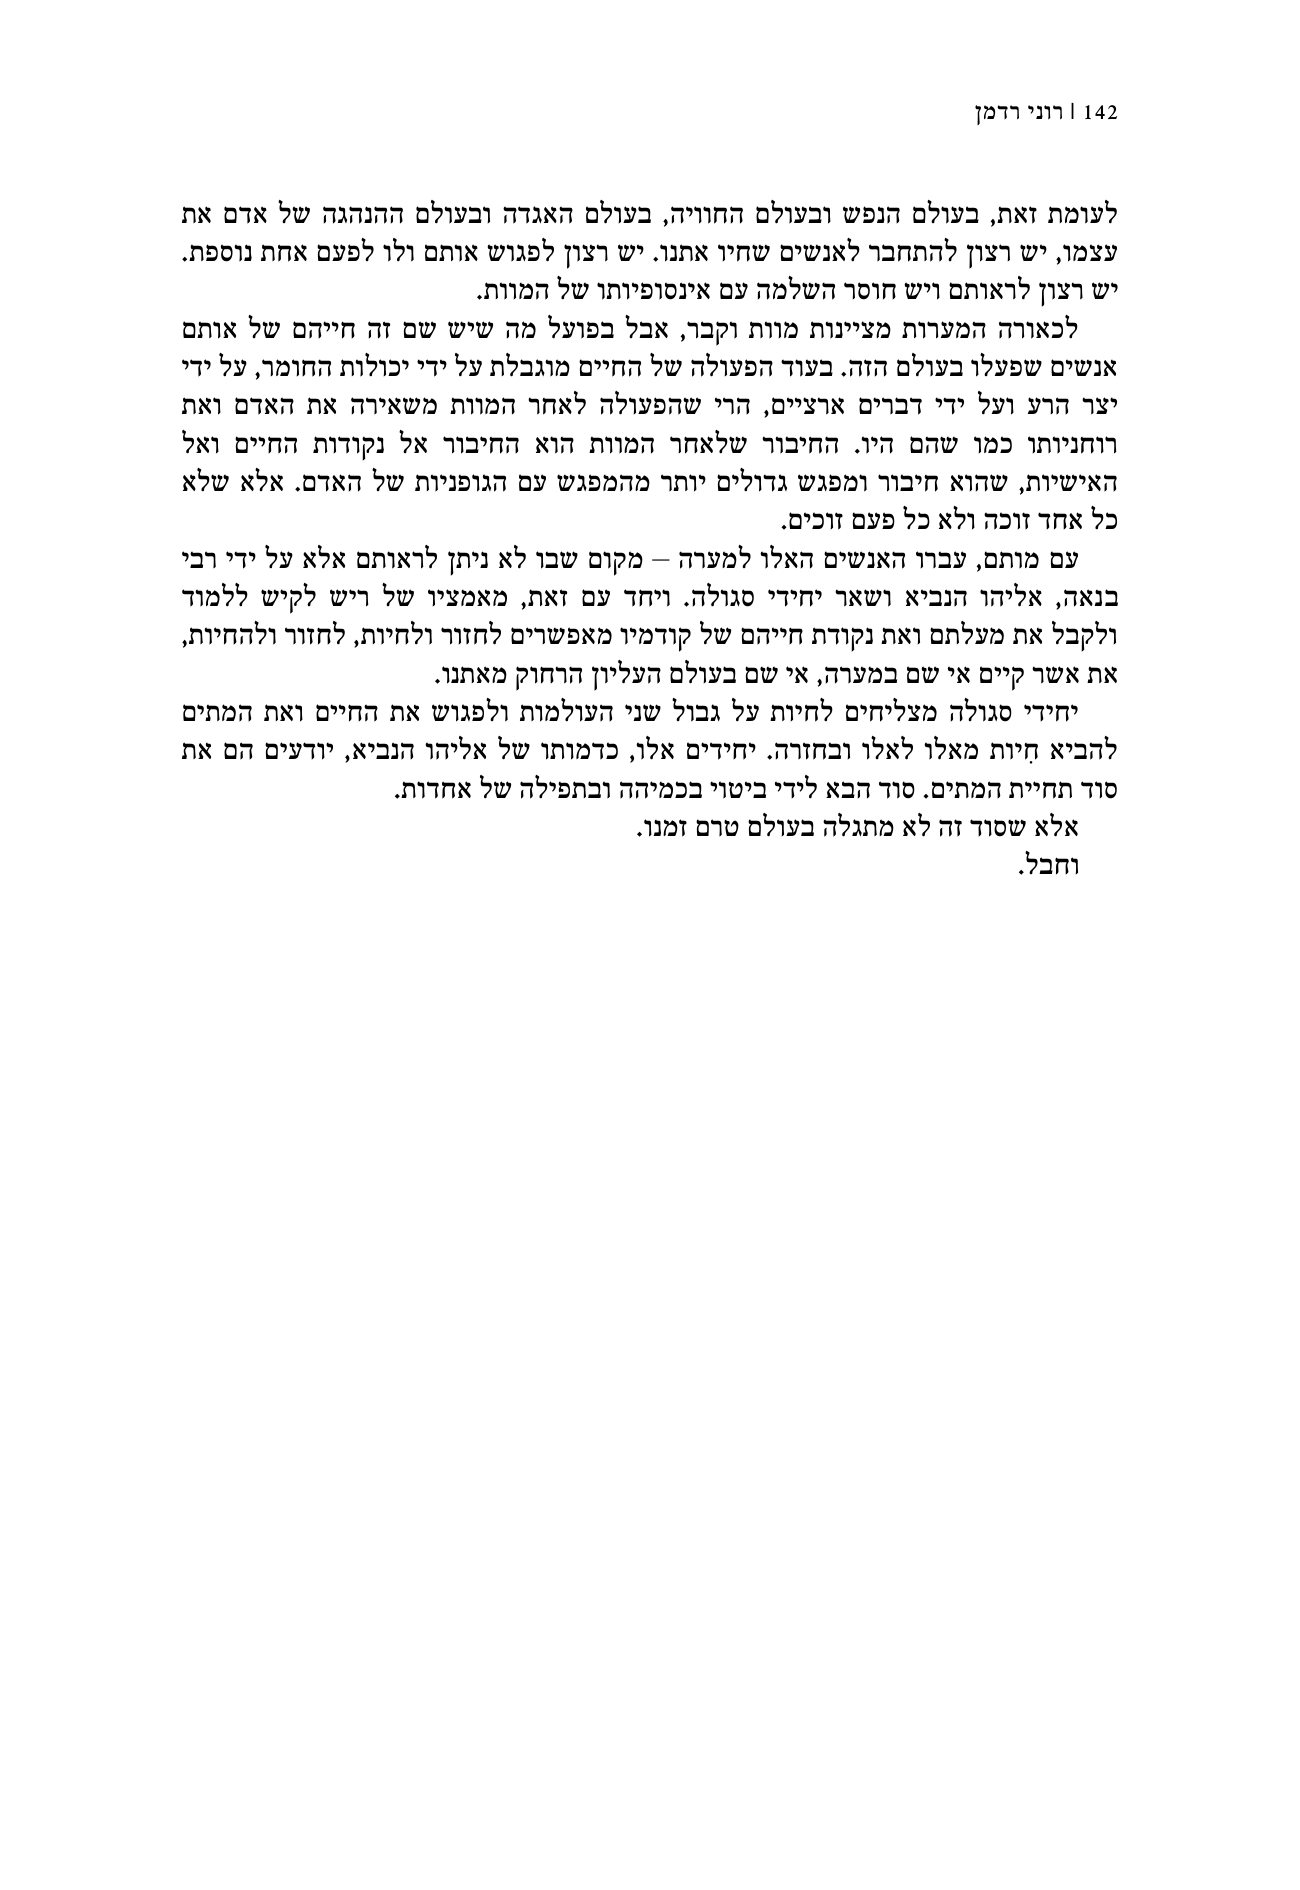 142 | רוני רדמן
לעומת זאת, בעולם הנפש ובעולם החוויה, בעולם האגדה ובעולם ההנהגה של אדם את
עצמו, יש רצון להתחבר לאנשים שחיו אתנו. יש רצון לפגוש אותם ולו לפעם אחת נוספת.
יש רצון לראותם ויש חוסר השלמה עם אינסופיותו של המוות.
לכאורה המערות מציינות מוות וקבר, אבל בפועל מה שיש שם זה חייהם של אותם
אנשים שפעלו בעולם הזה. בעוד הפעולה של החיים מוגבלת על ידי יכולות החומר, על ידי
יצר הרע ועל ידי דברים ארציים, הרי שהפעולה לאחר המוות משאירה את האדם ואת
רוחניותו כמו שהם היו. החיבור שלאחר המוות הוא החיבור אל נקודות החיים ואל
האישיות, שהוא חיבור ומפגש גדולים יותר מהמפגש עם הגופניות של האדם. אלא שלא
כל אחד זוכה ולא כל פעם זוכים.
עם מותם, עברו האנשים האלו למערה – מקום שבו לא ניתן לראותם אלא על ידי רבי
בנאה, אליהו הנביא ושאר יחידי סגולה. ויחד עם זאת, מאמציו של ריש לקיש ללמוד
ולקבל את מעלתם ואת נקודת חייהם של קודמיו מאפשרים לחזור ולחיות, לחזור ולהחיות,
את אשר קיים אי שם במערה, אי שם בעולם העליון הרחוק מאתנו.
יחידי סגולה מצליחים לחיות על גבול שני העולמות ולפגוש את החיים ואת המתים
להביא חִיות מאלו לאלו ובחזרה. יחידים אלו, כדמותו של אליהו הנביא, יודעים הם את
סוד תחיית המתים. סוד הבא לידי ביטוי בכמיהה ובתפילה של אחדות.
אלא שסוד זה לא מתגלה בעולם טרם זמנו.
וחבל.